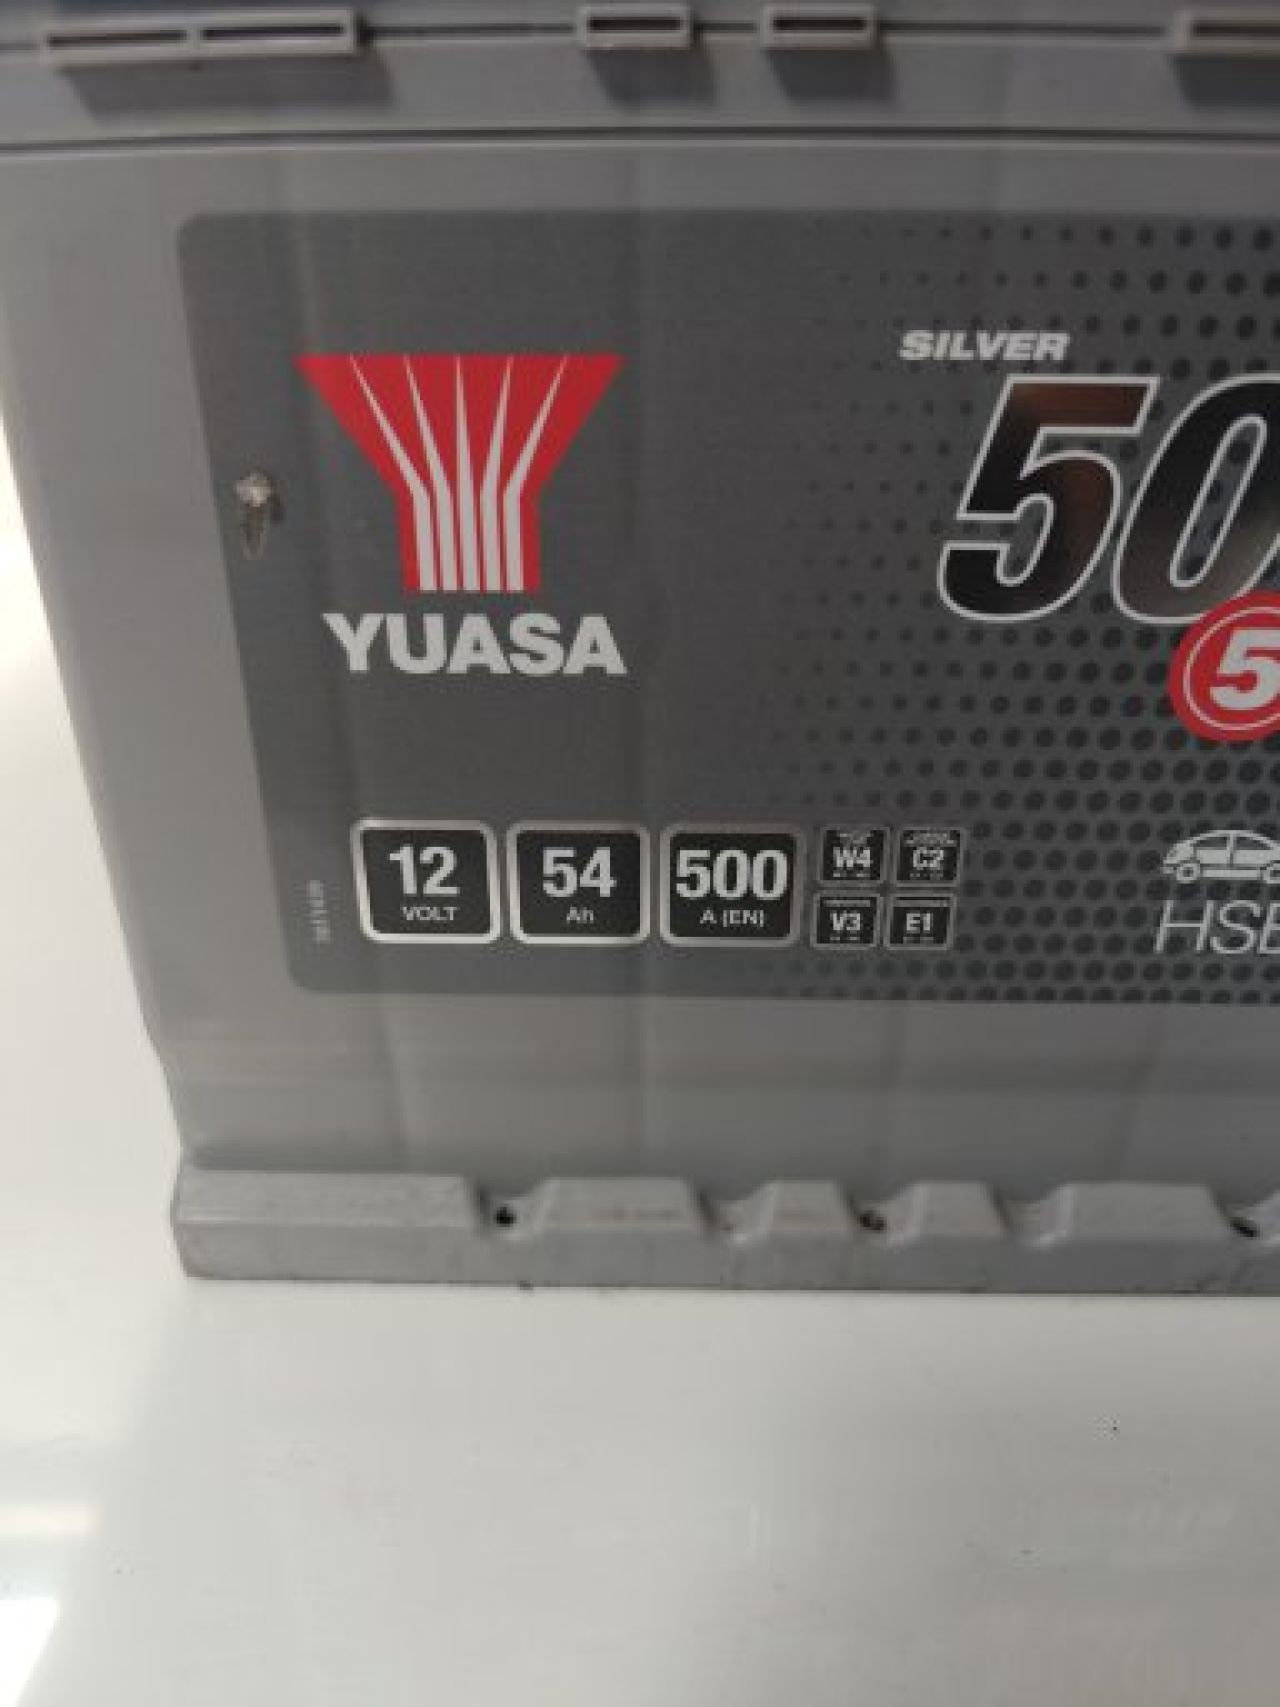 SILVER
50
5
YUASA
12
VOLT
54
Ah
500
A (EN)
W4
C2
V3
E1
HSB